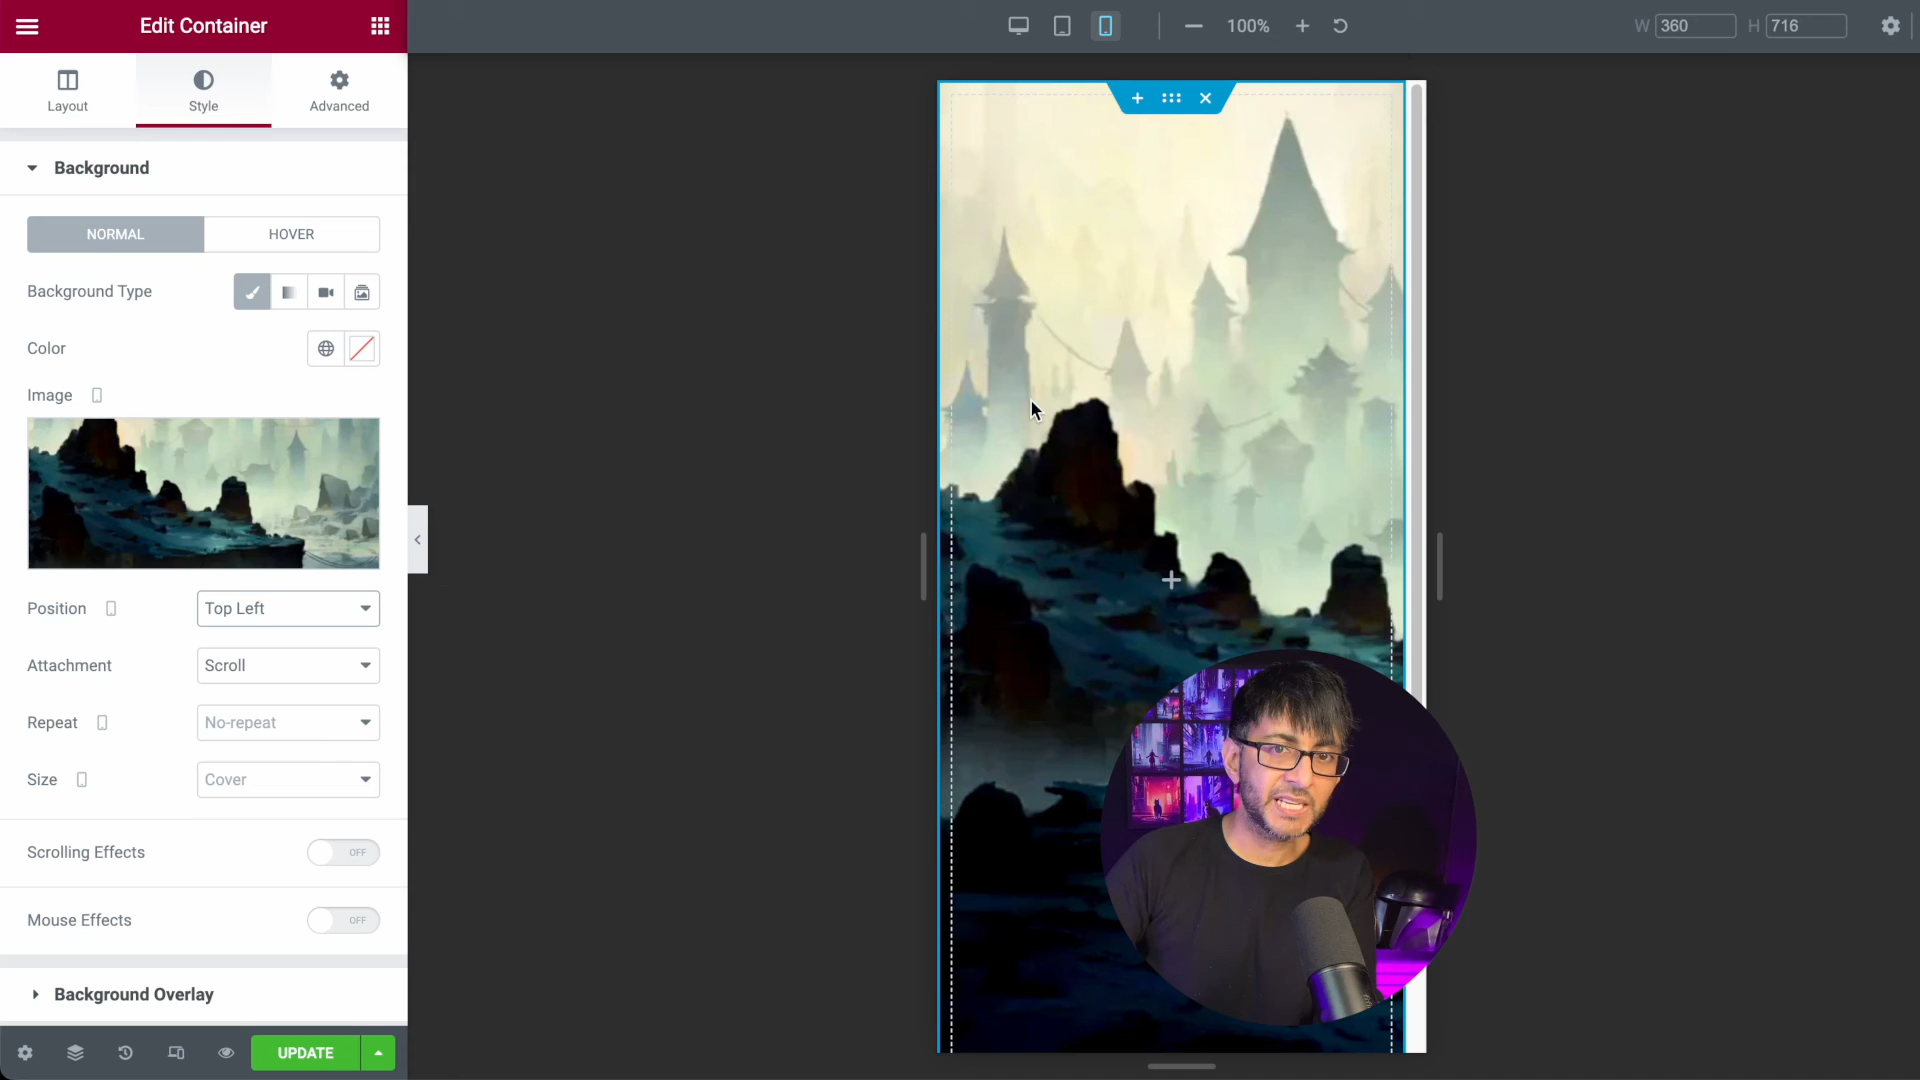 Edit Container
100%
W 360 H 716
Layout
Style
Advanced
Background
NORMAL
HOVER
Background Type
Color
Image
Position
Top Left
Attachment
Scroll
Repeat
No-repeat
Size
Cover
Scrolling Effects
OFF
Mouse Effects
OFF
Background Overlay
UPDATE